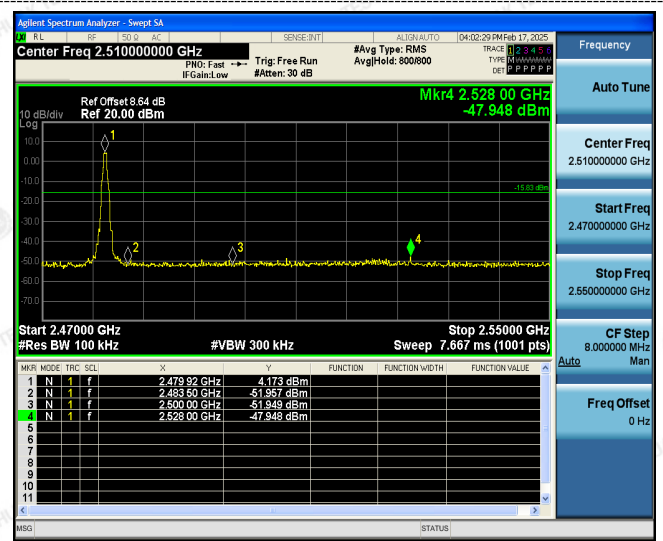 Agilent Spectrum Analyzer - Swept SA
LXI RL RF 50 Ω AC SENSE:INT ALIGN AUTO 04:02:29 PM Feb 17, 2025
Center Freq 2.510000000 GHz
PNO: Fast
IFGain:Low
Trig: Free Run
#Atten: 30 dB
#Avg Type: RMS
Avg|Hold: 800/800
TRACE 1 2 3 4 5 6
TYPE M WWWWW
DET P P P P P P
Frequency
Auto Tune
Center Freq
2.510000000 GHz
Start Freq
2.470000000 GHz
Stop Freq
2.550000000 GHz
CF Step
8.000000 MHz
Auto Man
Freq Offset
0 Hz
Mkr4 2.528 00 GHz
-47.948 dBm
Ref Offset 8.64 dB
10 dB/div Ref 20.00 dBm
Log
10.0
0.00
-10.0
-20.0
-30.0
-40.0
-50.0
-60.0
-70.0
1
2
3
4
-15.83 dBm
Start 2.47000 GHz Stop 2.55000 GHz
#Res BW 100 kHz #VBW 300 kHz Sweep 7.667 ms (1001 pts)
MKR MODE TRC SCL X Y FUNCTION FUNCTION WIDTH FUNCTION VALUE
1 N 1 f 2.479 92 GHz 4.173 dBm
2 N 1 f 2.483 50 GHz -51.957 dBm
3 N 1 f 2.500 00 GHz -51.949 dBm
4 N 1 f 2.528 00 GHz -47.948 dBm
5
6
7
8
9
10
11
MSG STATUS